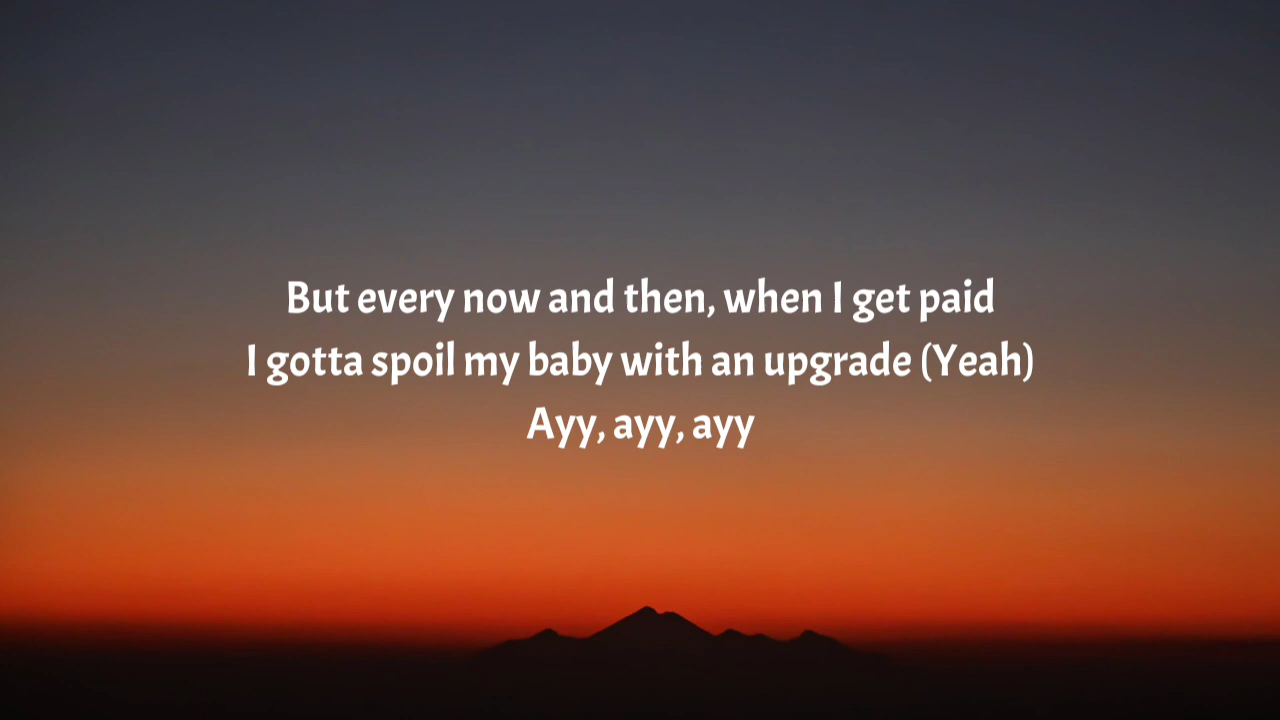 But every now and then, when I get paid
I gotta spoil my baby with an upgrade (Yeah)
Ayy, ayy, ayy